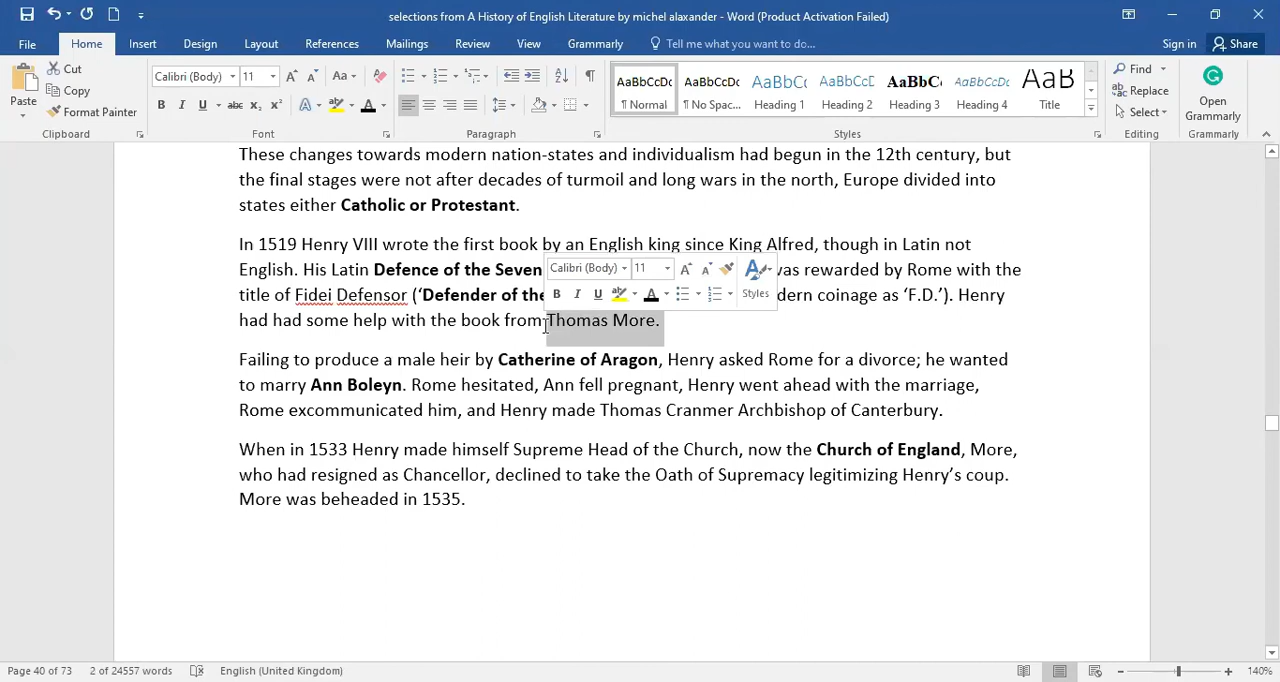 selections from A History of English Literature by michel alaxander - Word (Product Activation Failed)
File Home Insert Design Layout References Mailings Review View Grammarly Tell me what you want to do... Sign in Share
Paste Cut Copy Format Painter
Calibri (Body) 11 A A Aa
B I U abc x₂ x² A A
AaBbCcDc AaBbCcDc AaBbCc AaBbCcD AaBbC AaBbCcDc AaB
¶ Normal ¶ No Spac... Heading 1 Heading 2 Heading 3 Heading 4 Title
Find Replace Select
Open Grammarly
Clipboard Font Paragraph Styles Editing Grammarly
These changes towards modern nation-states and individualism had begun in the 12th century, but
the final stages were not after decades of turmoil and long wars in the north, Europe divided into
states either Catholic or Protestant.
In 1519 Henry VIII wrote the first book by an English king since King Alfred, though in Latin not
English. His Latin Defence of the Seven was rewarded by Rome with the
title of Fidei Defensor (‘Defender of the dern coinage as ‘F.D.’). Henry
had had some help with the book from Thomas More.
Calibri (Body) 11 A A
B I U A Styles
Failing to produce a male heir by Catherine of Aragon, Henry asked Rome for a divorce; he wanted
to marry Ann Boleyn. Rome hesitated, Ann fell pregnant, Henry went ahead with the marriage,
Rome excommunicated him, and Henry made Thomas Cranmer Archbishop of Canterbury.
When in 1533 Henry made himself Supreme Head of the Church, now the Church of England, More,
who had resigned as Chancellor, declined to take the Oath of Supremacy legitimizing Henry’s coup.
More was beheaded in 1535.
Page 40 of 73 2 of 24557 words English (United Kingdom) 140%